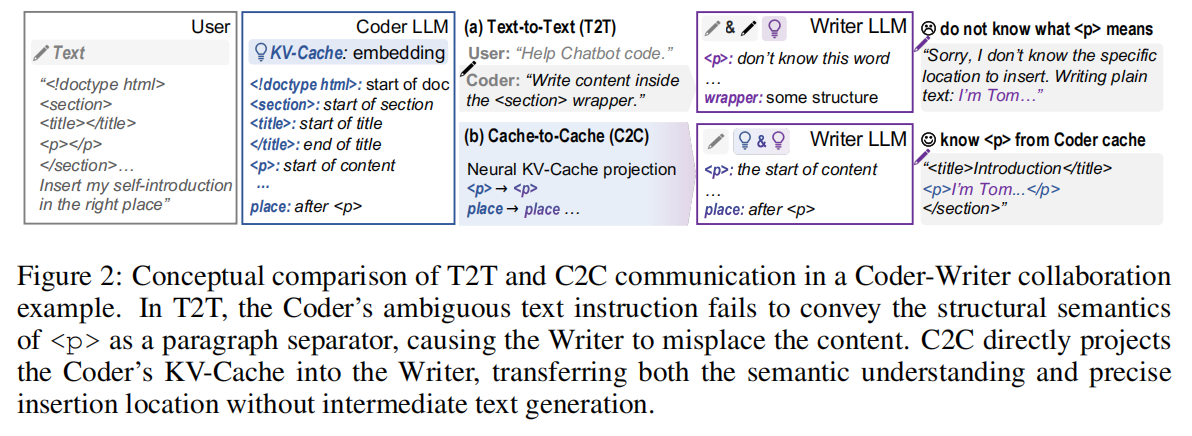 User
Text
“<!doctype html>
<section>
<title></title>
<p></p>
</section>…
Insert my self-introduction
in the right place”
Coder LLM
KV-Cache: embedding
<!doctype html>: start of doc
<section>: start of section
<title>: start of title
</title>: end of title
<p>: start of content
…
place: after <p>
(a) Text-to-Text (T2T)
User: “Help Chatbot code.”
Coder: “Write content inside
the <section> wrapper.”
(b) Cache-to-Cache (C2C)
Neural KV-Cache projection
<p> → <p>
place → place …
& Writer LLM
<p>: don’t know this word
…
wrapper: some structure
& Writer LLM
<p>: the start of content
…
place: after <p>
do not know what <p> means
“Sorry, I don’t know the specific
location to insert. Writing plain
text: I’m Tom…”
know <p> from Coder cache
“<title>Introduction</title>
<p>I’m Tom...</p>
</section>”
Figure 2: Conceptual comparison of T2T and C2C communication in a Coder-Writer collaboration
example. In T2T, the Coder’s ambiguous text instruction fails to convey the structural semantics
of <p> as a paragraph separator, causing the Writer to misplace the content. C2C directly projects
the Coder’s KV-Cache into the Writer, transferring both the semantic understanding and precise
insertion location without intermediate text generation.